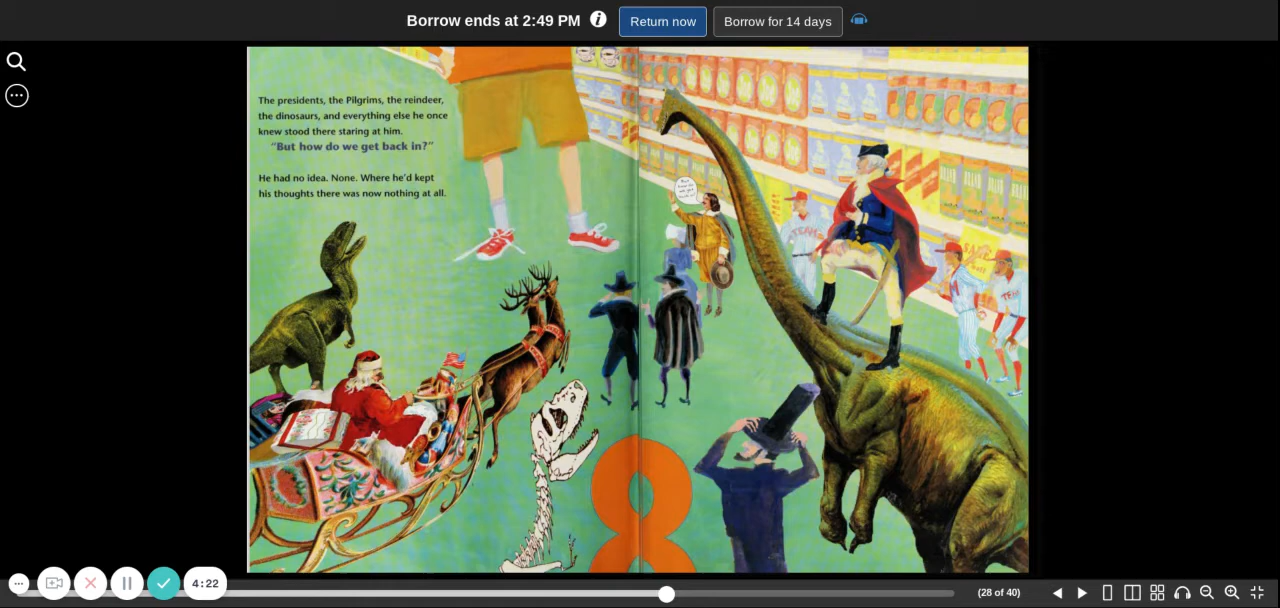 Borrow ends at 2:49 PM
Return now
Borrow for 14 days
The presidents, the Pilgrims, the reindeer,
the dinosaurs, and everything else he once
knew stood there staring at him.
"But how do we get back in?"
He had no idea. None. Where he'd kept
his thoughts there was now nothing at all.
TEAM
BRAND
8
4:22
(28 of 40)